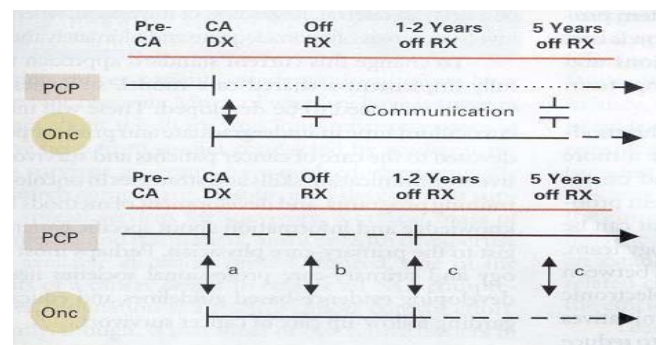 Pre- CA Off 1-2 Years 5 Years
CA DX RX off RX off RX
PCP
Communication
Onc
Pre- CA Off 1-2 Years 5 Years
CA DX RX off RX off RX
PCP
a b c c
Onc